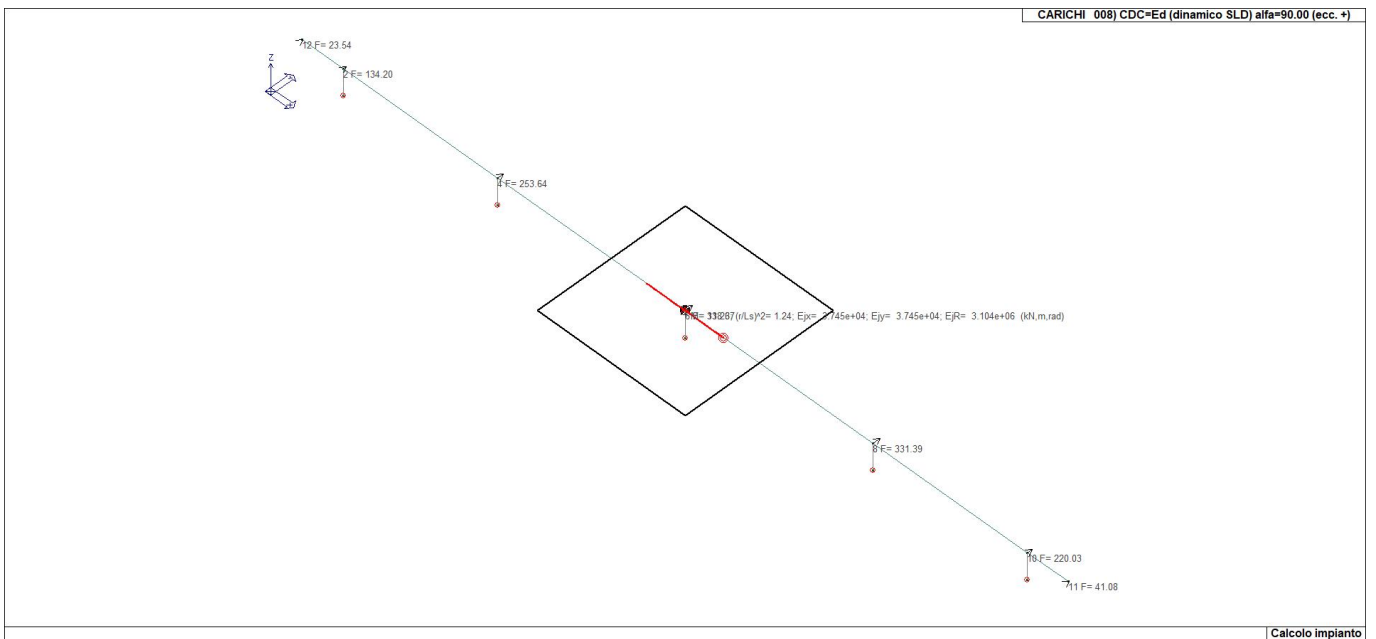 CARICHI 008) CDC=Ed (dinamico SLD) alfa=90.00 (ecc. +)
12 F= 23.54
Z
2 F= 134.20
4 F= 253.64
(r/Ls)^2= 1.24; Ejx= 3.745e+04; Ejy= 3.745e+04; EjR= 3.104e+06 (kN,m,rad)
8 F= 331.39
10 F= 220.03
11 F= 41.08
Calcolo impianto